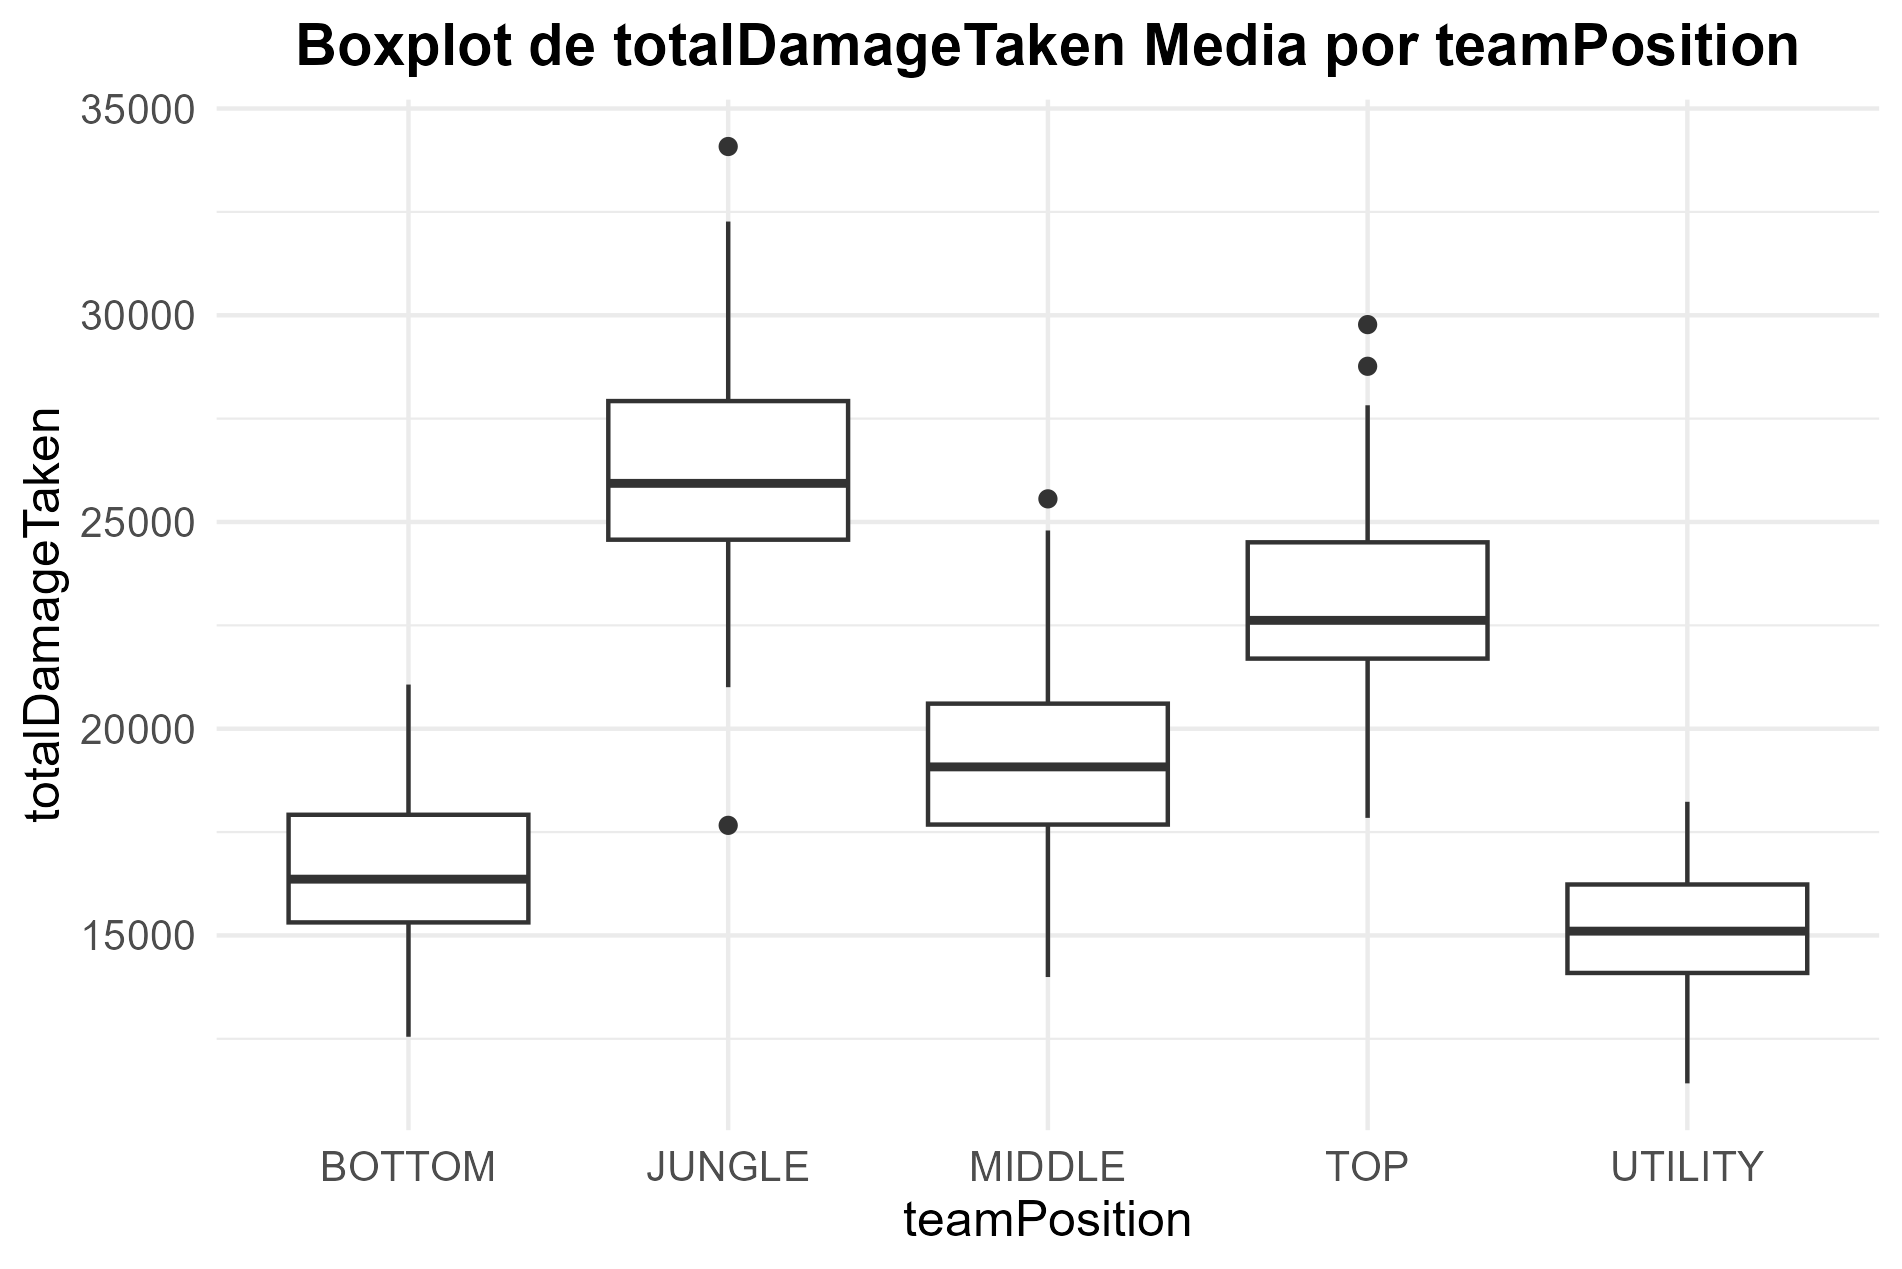 Boxplot de totalDamageTaken Media por teamPosition
totalDamageTaken
35000
30000
25000
20000
15000
BOTTOM JUNGLE MIDDLE TOP UTILITY
teamPosition